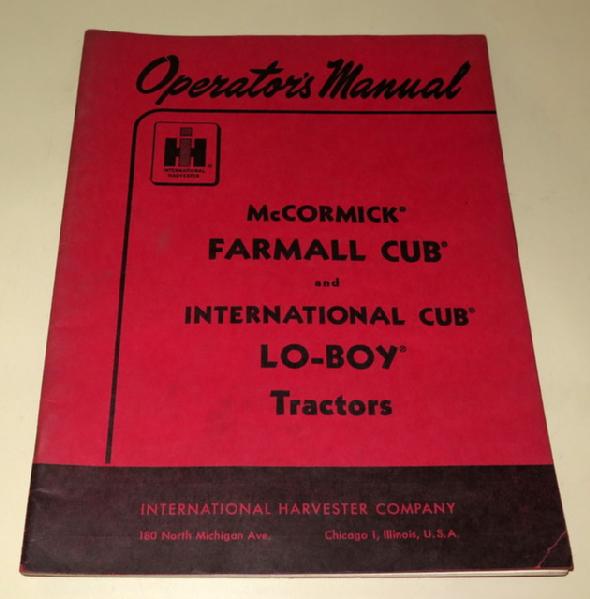 Operator's Manual
IH ®
INTERNATIONAL
HARVESTER
McCORMICK®
FARMALL CUB®
and
INTERNATIONAL CUB®
LO-BOY®
Tractors
INTERNATIONAL HARVESTER COMPANY
180 North Michigan Ave. Chicago 1, Illinois, U.S.A.